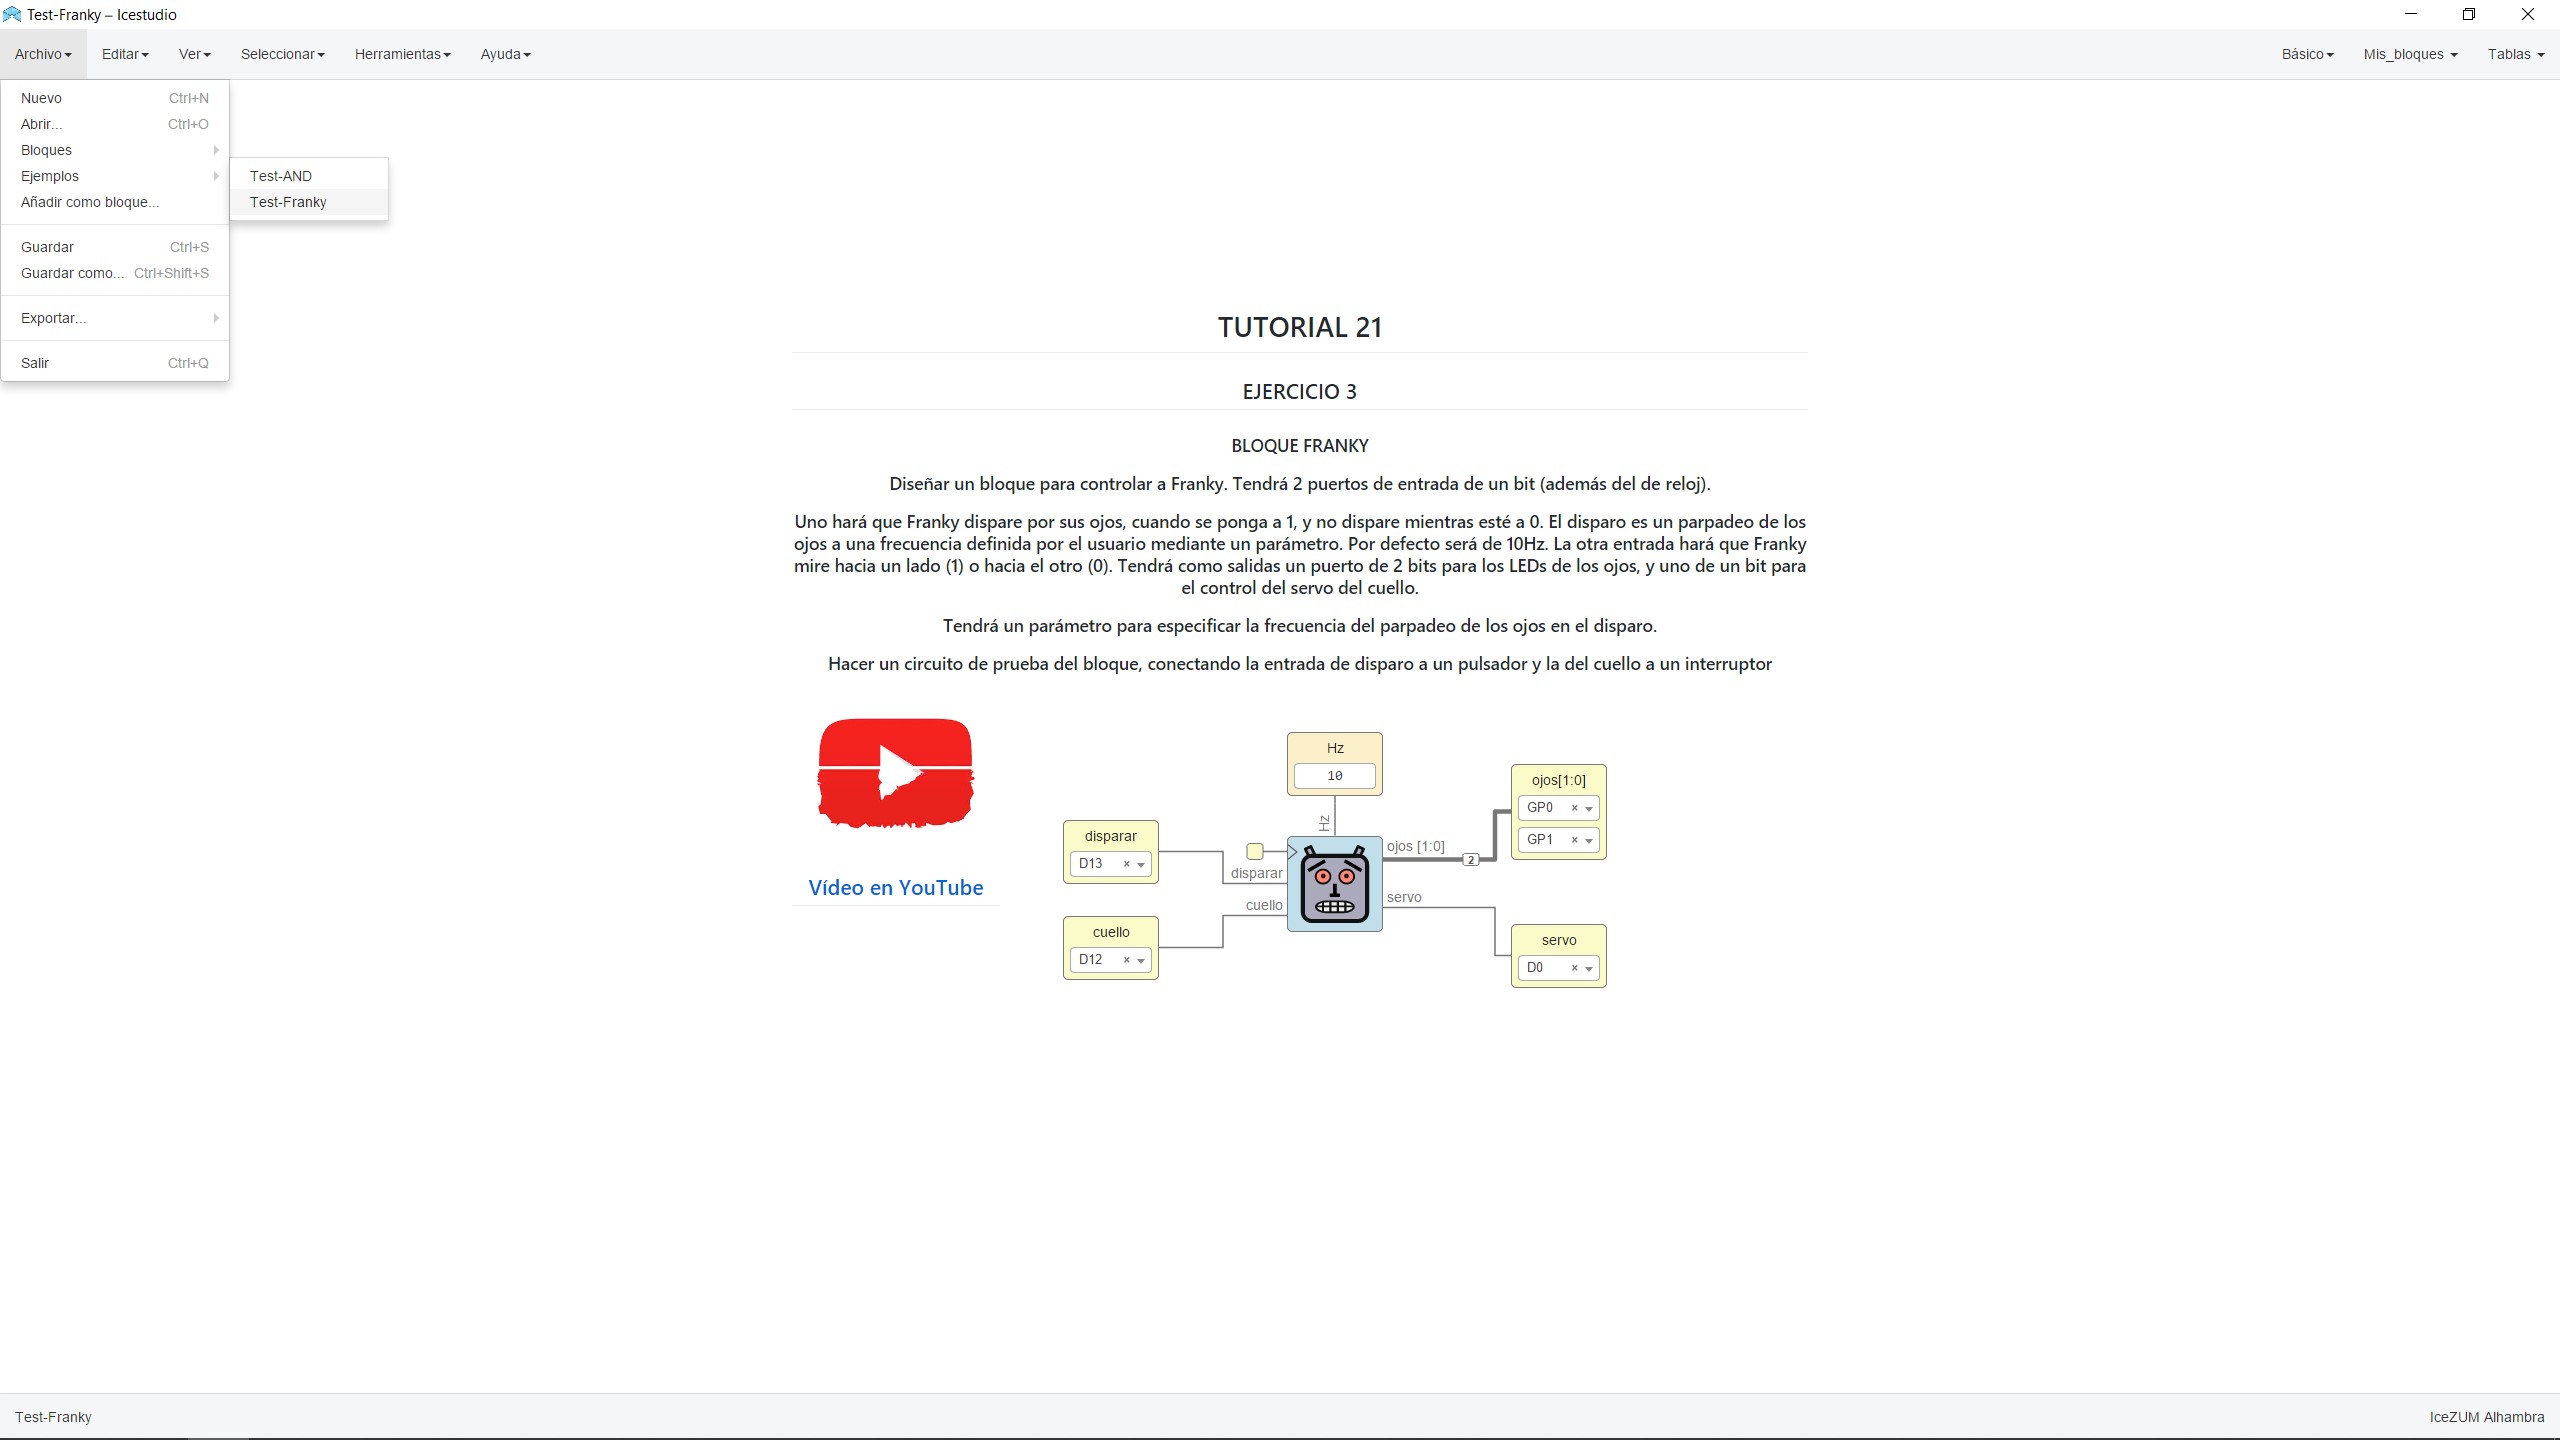 Test-Franky – Icestudio
Archivo Editar Ver Seleccionar Herramientas Ayuda Básico Mis_bloques Tablas
Nuevo Ctrl+N
Abrir... Ctrl+O
Bloques
Ejemplos
Añadir como bloque...
Guardar Ctrl+S
Guardar como... Ctrl+Shift+S
Exportar...
Salir Ctrl+Q
Test-AND
Test-Franky
TUTORIAL 21
EJERCICIO 3
BLOQUE FRANKY
Diseñar un bloque para controlar a Franky. Tendrá 2 puertos de entrada de un bit (además del de reloj).
Uno hará que Franky dispare por sus ojos, cuando se ponga a 1, y no dispare mientras esté a 0. El disparo es un parpadeo de los
ojos a una frecuencia definida por el usuario mediante un parámetro. Por defecto será de 10Hz. La otra entrada hará que Franky
mire hacia un lado (1) o hacia el otro (0). Tendrá como salidas un puerto de 2 bits para los LEDs de los ojos, y uno de un bit para
el control del servo del cuello.
Tendrá un parámetro para especificar la frecuencia del parpadeo de los ojos en el disparo.
Hacer un circuito de prueba del bloque, conectando la entrada de disparo a un pulsador y la del cuello a un interruptor
Vídeo en YouTube
disparar
D13 ×
cuello
D12 ×
Hz
10
Hz
disparar
cuello
ojos [1:0]
2
servo
ojos[1:0]
GP0 ×
GP1 ×
servo
D0 ×
Test-Franky
IceZUM Alhambra